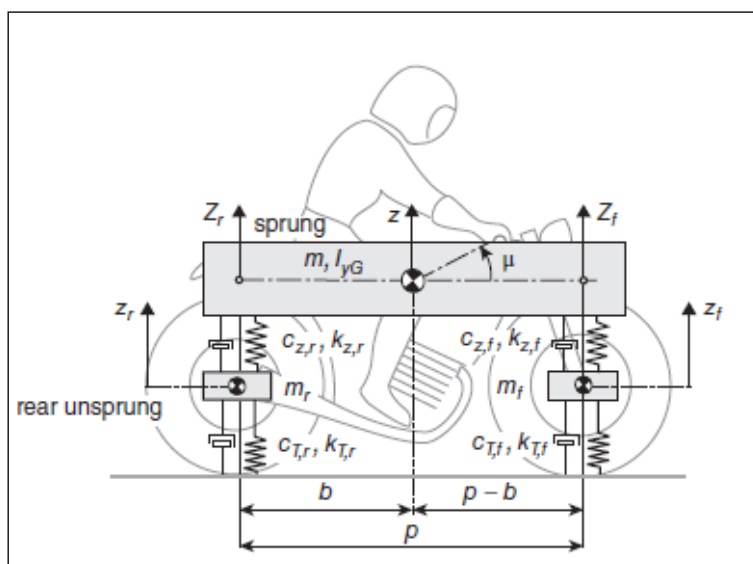 Z_r sprung z Z_f
m, I_yG μ
z_r z_f
c_z,r , k_z,r c_z,f , k_z,f
m_r m_f
rear unsprung
c_T,r , k_T,r c_T,f , k_T,f
b p – b
p